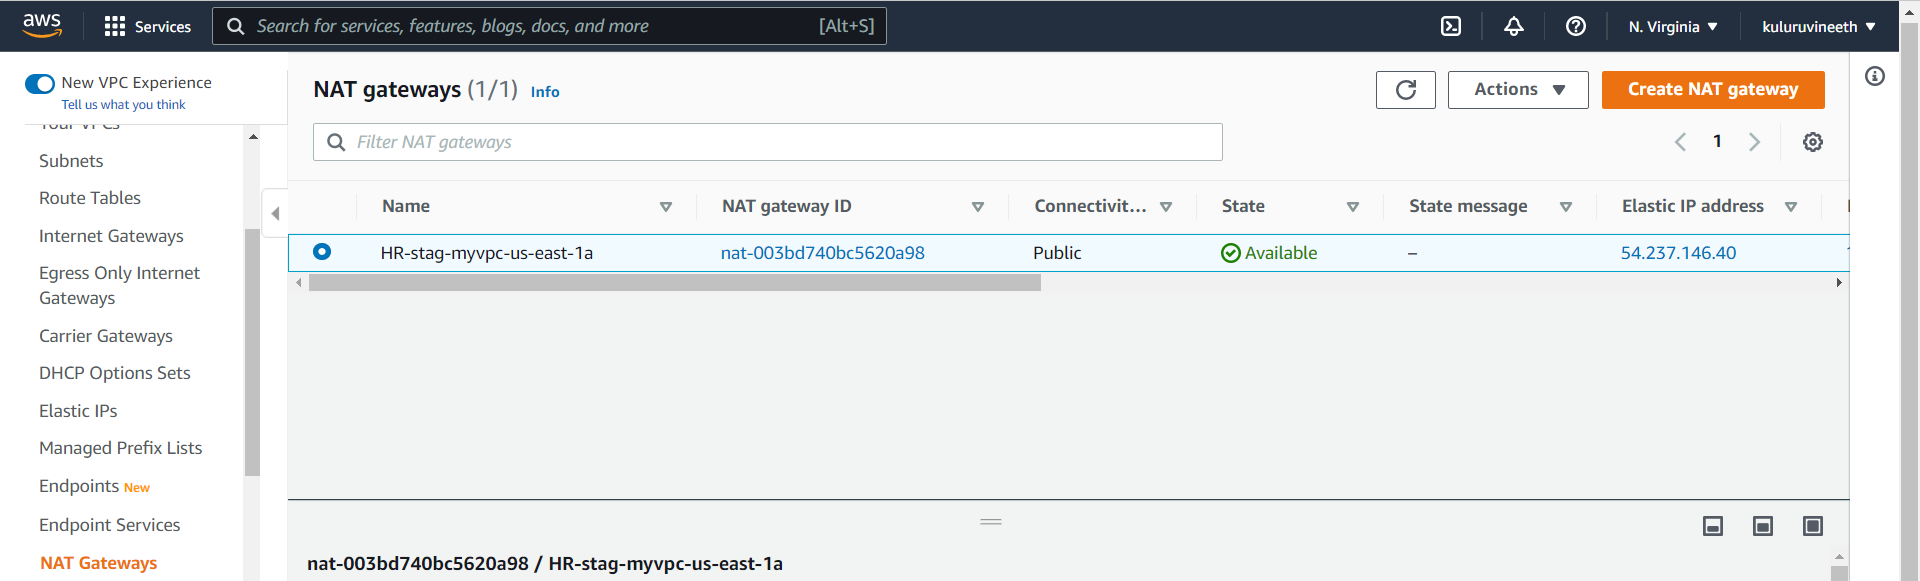 aws
Services
Search for services, features, blogs, docs, and more
[Alt+S]
N. Virginia
kuluruvineeth
New VPC Experience
Tell us what you think
Your VPCs
Subnets
Route Tables
Internet Gateways
Egress Only Internet
Gateways
Carrier Gateways
DHCP Options Sets
Elastic IPs
Managed Prefix Lists
Endpoints New
Endpoint Services
NAT Gateways
NAT gateways (1/1) Info
Actions
Create NAT gateway
Filter NAT gateways
1
Name
NAT gateway ID
Connectivit...
State
State message
Elastic IP address
HR-stag-myvpc-us-east-1a
nat-003bd740bc5620a98
Public
Available
–
54.237.146.40
nat-003bd740bc5620a98 / HR-stag-myvpc-us-east-1a